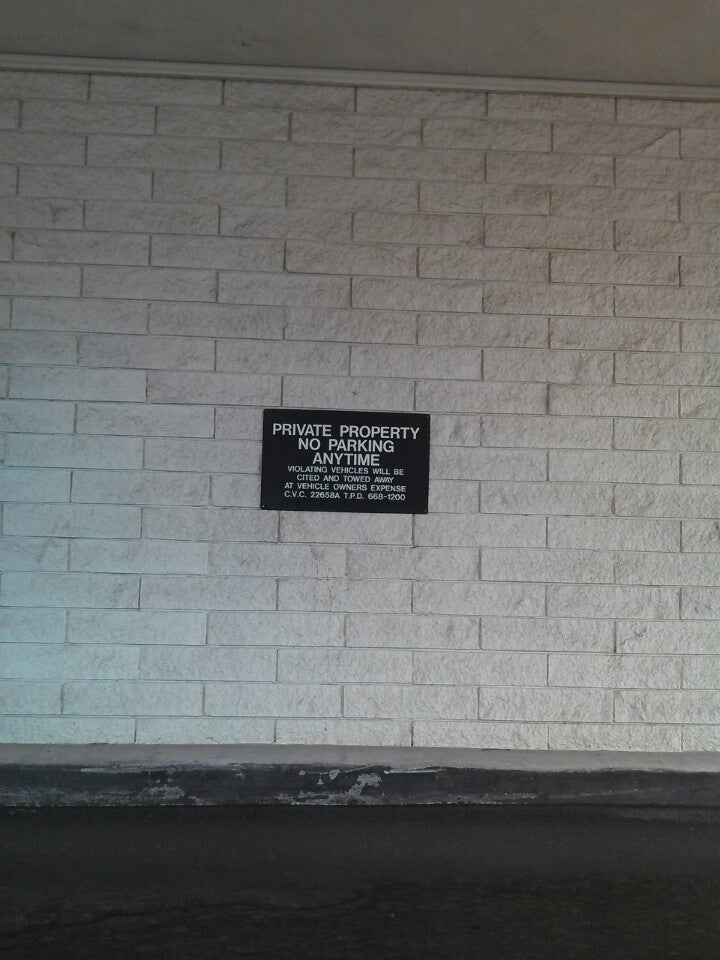 PRIVATE PROPERTY
NO PARKING
ANYTIME
VIOLATING VEHICLES WILL BE
CITED AND TOWED AWAY
AT VEHICLE OWNERS EXPENSE
C.V.C. 22658A T.P.D. 668-1200